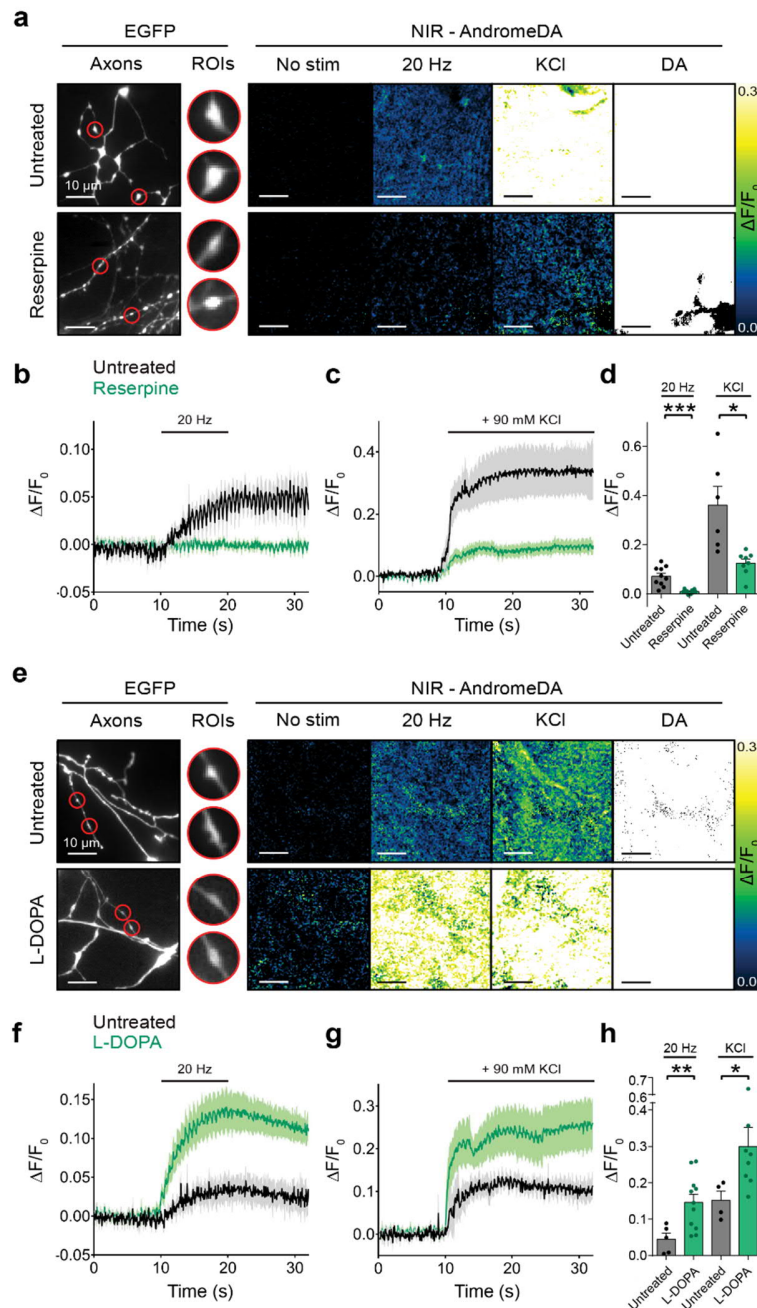 a
EGFP
NIR - AndromeDA
Axons
ROIs
No stim
20 Hz
KCl
DA
Untreated
10 µm
Reserpine
0.3
ΔF/F0
0.0
b
Untreated
Reserpine
20 Hz
ΔF/F0
0.10
0.05
0.00
-0.05
0
10
20
30
Time (s)
c
+ 90 mM KCl
ΔF/F0
0.4
0.2
0.0
0
10
20
30
Time (s)
d
20 Hz
KCl
***
*
ΔF/F0
0.6
0.4
0.2
0.0
Untreated
Reserpine
Untreated
Reserpine
e
EGFP
NIR - AndromeDA
Axons
ROIs
No stim
20 Hz
KCl
DA
Untreated
10 µm
L-DOPA
0.3
ΔF/F0
0.0
f
Untreated
L-DOPA
20 Hz
ΔF/F0
0.15
0.10
0.05
0.00
-0.05
0
10
20
30
Time (s)
g
+ 90 mM KCl
ΔF/F0
0.3
0.2
0.1
0.0
0
10
20
30
Time (s)
h
20 Hz
KCl
**
*
ΔF/F0
0.7
0.6
0.4
0.3
0.2
0.1
0.0
Untreated
L-DOPA
Untreated
L-DOPA